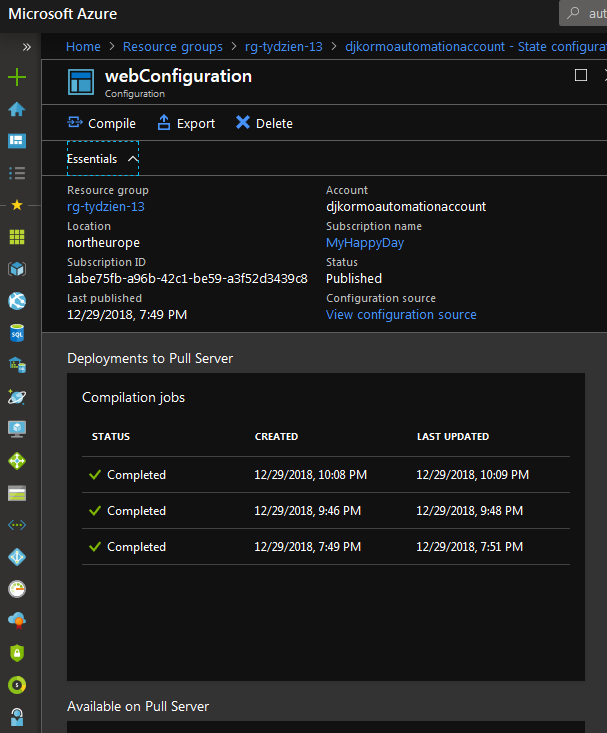 Microsoft Azure
aut
Home > Resource groups > rg-tydzien-13 > djkormoautomationaccount - State configura
webConfiguration
Configuration
Compile Export Delete
Essentials
Resource group Account
rg-tydzien-13 djkormoautomationaccount
Location Subscription name
northeurope MyHappyDay
Subscription ID Status
1abe75fb-a96b-42c1-be59-a3f52d3439c8 Published
Last published Configuration source
12/29/2018, 7:49 PM View configuration source
Deployments to Pull Server
Compilation jobs
STATUS CREATED LAST UPDATED
Completed 12/29/2018, 10:08 PM 12/29/2018, 10:09 PM
Completed 12/29/2018, 9:46 PM 12/29/2018, 9:48 PM
Completed 12/29/2018, 7:49 PM 12/29/2018, 7:51 PM
Available on Pull Server